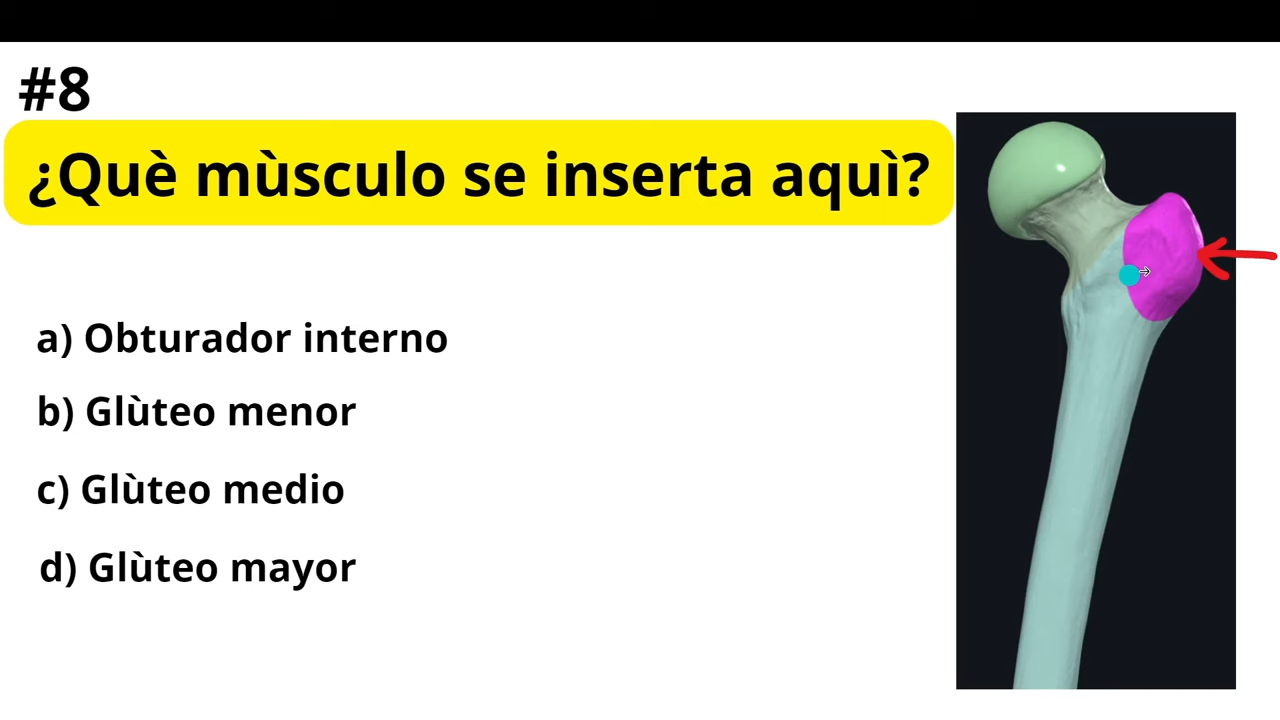 #8
¿Què mùsculo se inserta aquì?
a) Obturador interno
b) Glùteo menor
c) Glùteo medio
d) Glùteo mayor